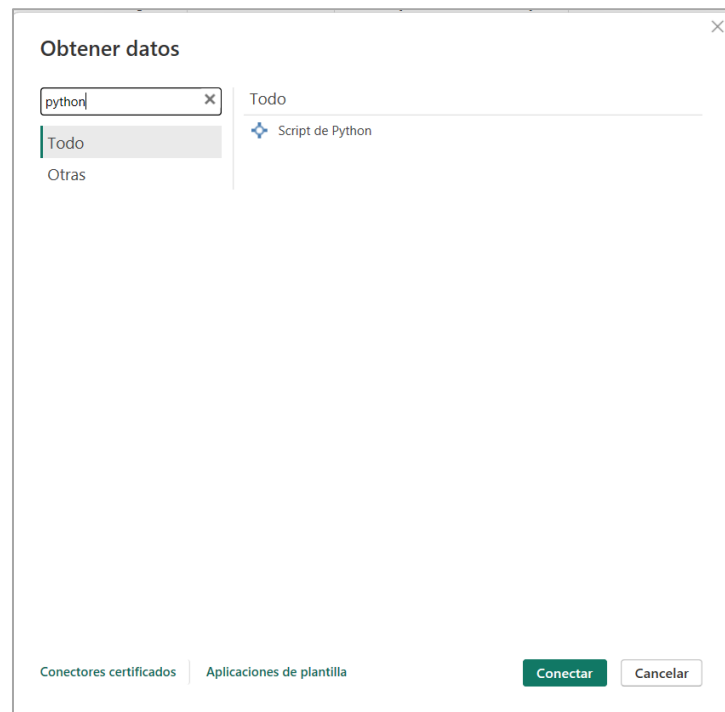 Obtener datos
python
Todo
Otras
Todo
Script de Python
Conectores certificados
Aplicaciones de plantilla
Conectar
Cancelar